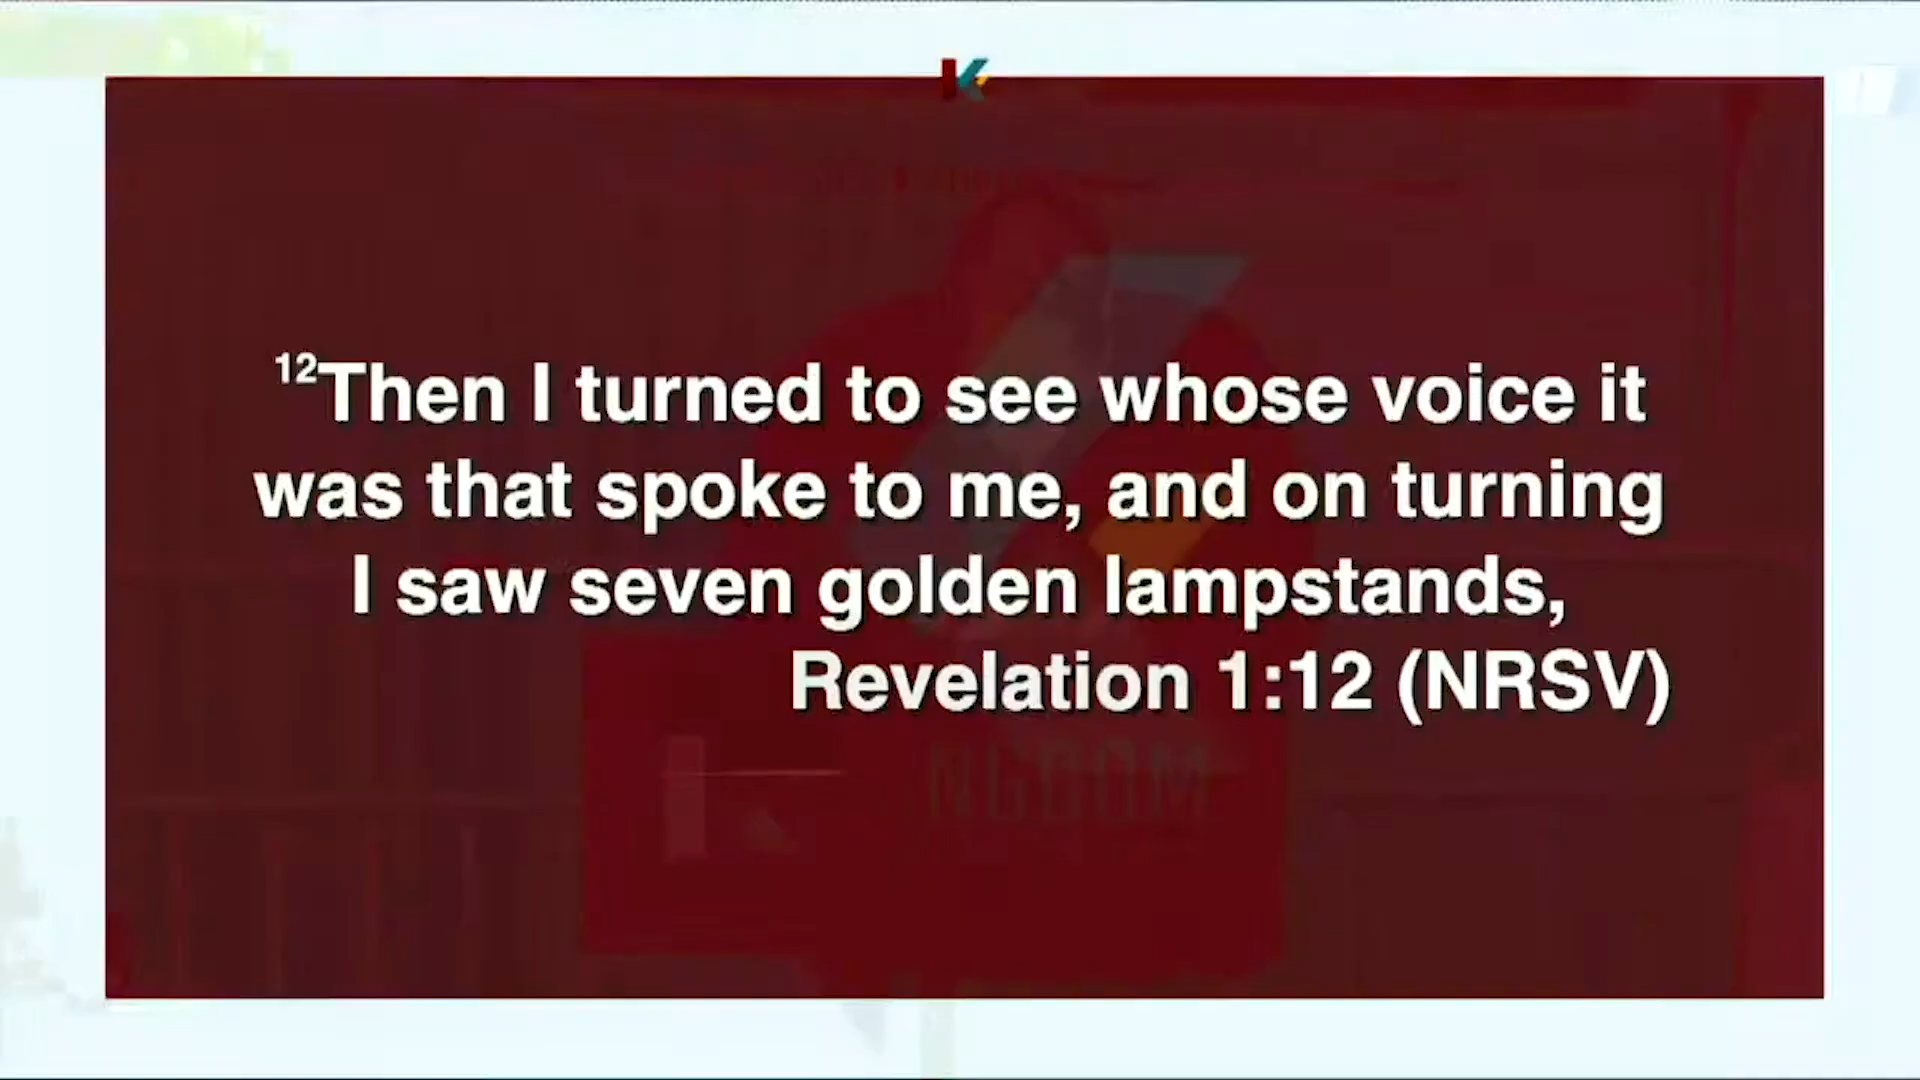 ¹²Then I turned to see whose voice it
was that spoke to me, and on turning
I saw seven golden lampstands,
Revelation 1:12 (NRSV)
NGDOM